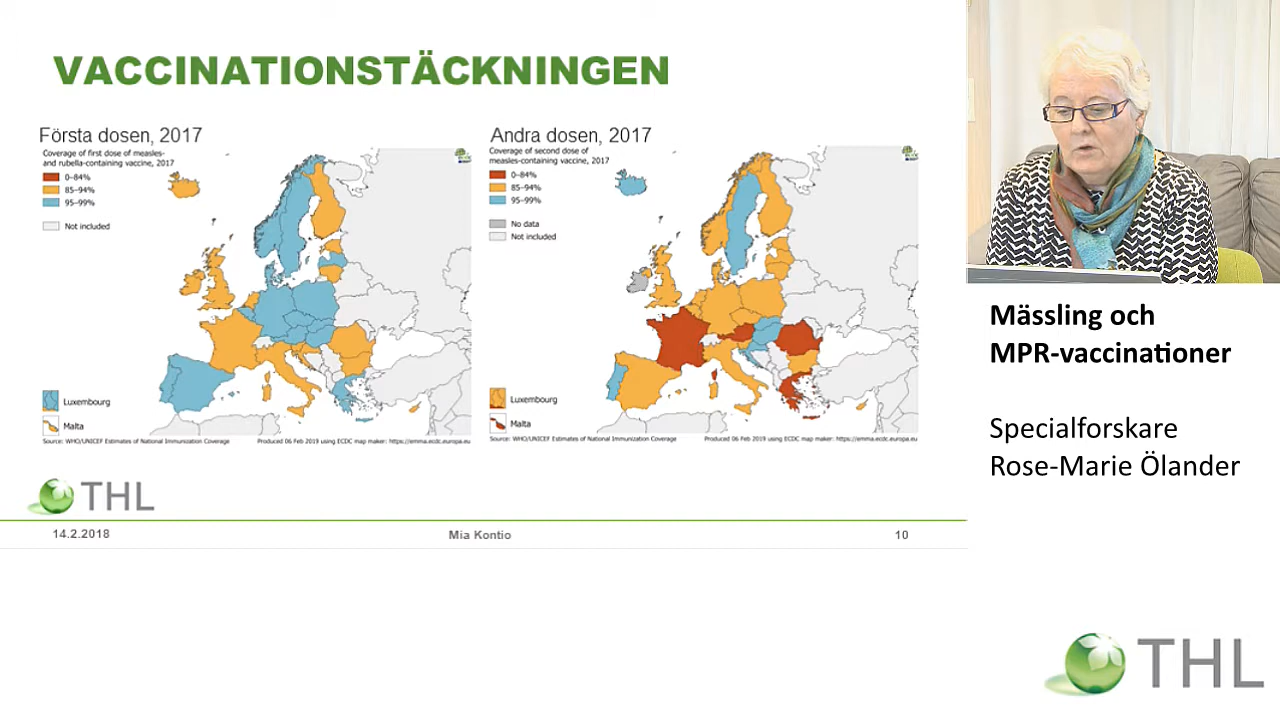 VACCINATIONSTÄCKNINGEN
Första dosen, 2017
Coverage of first dose of measles-
and rubella-containing vaccine, 2017
0–84%
85–94%
95–99%
Not included
Luxembourg
Malta
Source: WHO/UNICEF Estimates of National Immunization Coverage
Produced 06 Feb 2019 using ECDC map maker: https://emma.ecdc.europa.eu
Andra dosen, 2017
Coverage of second dose of
measles-containing vaccine, 2017
0–84%
85–94%
95–99%
No data
Not included
Luxembourg
Malta
Source: WHO/UNICEF Estimates of National Immunization Coverage
Produced 06 Feb 2019 using ECDC map maker: https://emma.ecdc.europa.eu
THL
14.2.2018
Mia Kontio
10
Mässling och
MPR-vaccinationer
Specialforskare
Rose-Marie Ölander
THL